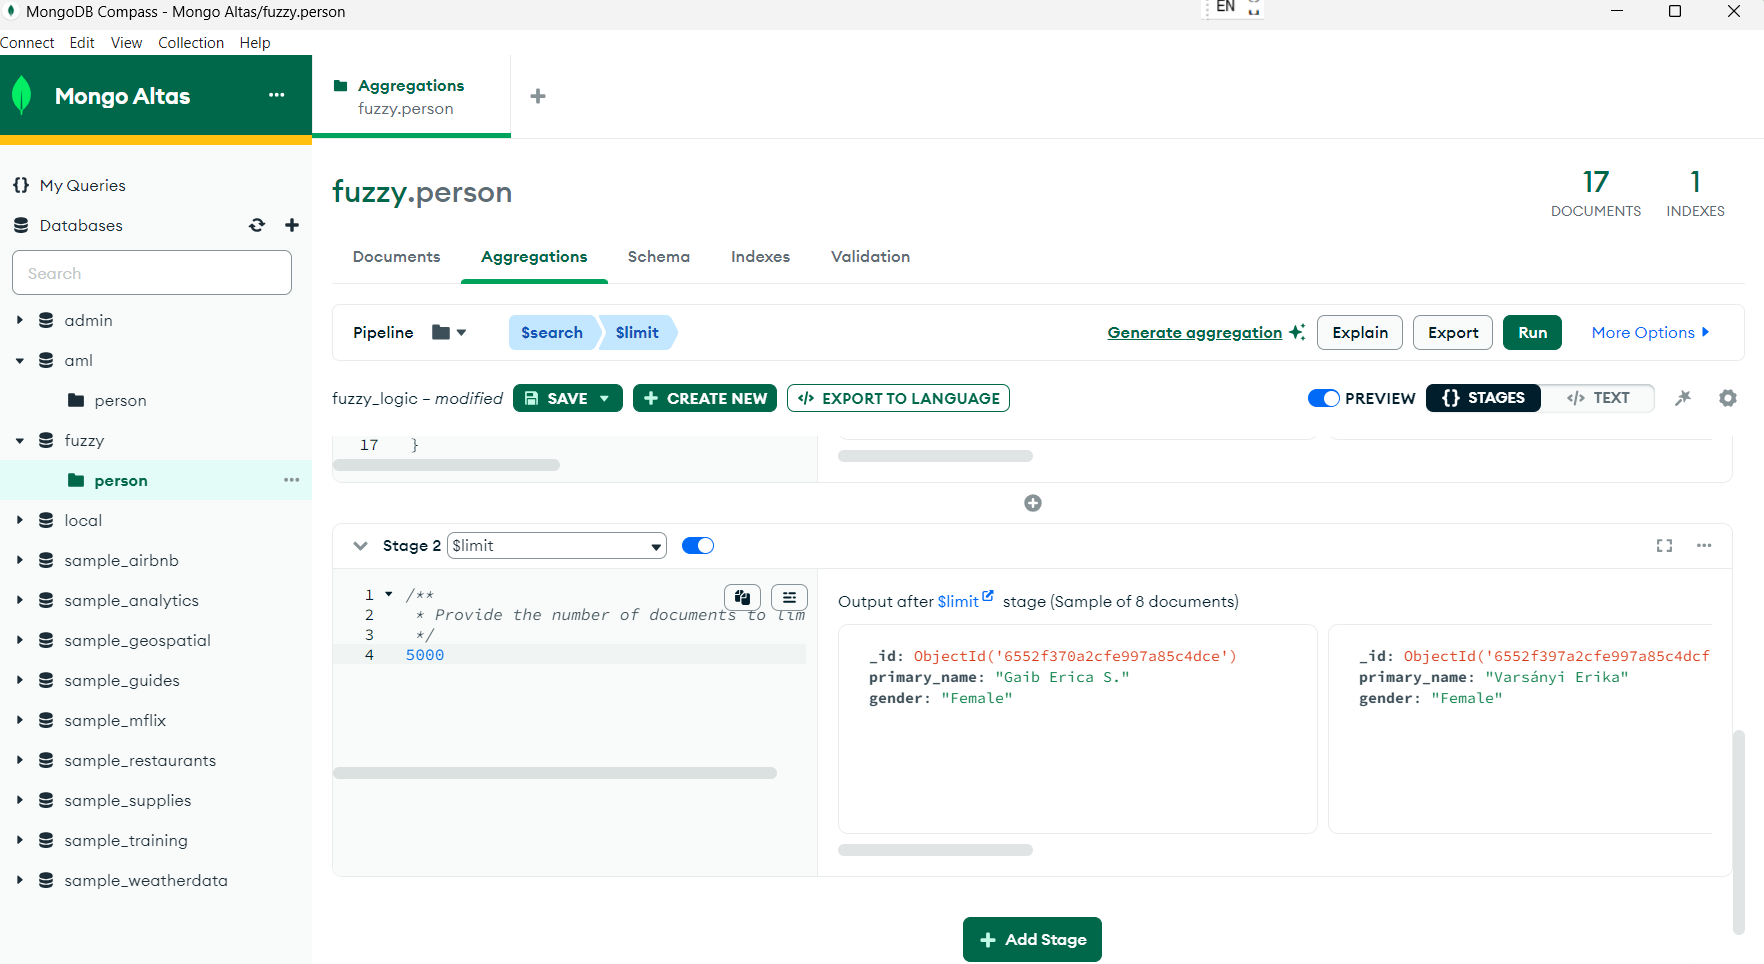 MongoDB Compass - Mongo Altas/fuzzy.person
EN
Connect Edit View Collection Help
Mongo Altas
Aggregations
fuzzy.person
My Queries
Databases
Search
admin
aml
person
fuzzy
person
local
sample_airbnb
sample_analytics
sample_geospatial
sample_guides
sample_mflix
sample_restaurants
sample_supplies
sample_training
sample_weatherdata
fuzzy.person
17
DOCUMENTS
1
INDEXES
Documents Aggregations Schema Indexes Validation
Pipeline $search $limit Generate aggregation Explain Export Run More Options
fuzzy_logic – modified SAVE CREATE NEW </> EXPORT TO LANGUAGE PREVIEW {} STAGES </> TEXT
17 }
Stage 2 $limit
1 /**
2 * Provide the number of documents to lim
3 */
4 5000
Output after $limit stage (Sample of 8 documents)
_id: ObjectId('6552f370a2cfe997a85c4dce')
primary_name: "Gaib Erica S."
gender: "Female"
_id: ObjectId('6552f397a2cfe997a85c4dcf
primary_name: "Varsányi Erika"
gender: "Female"
+ Add Stage